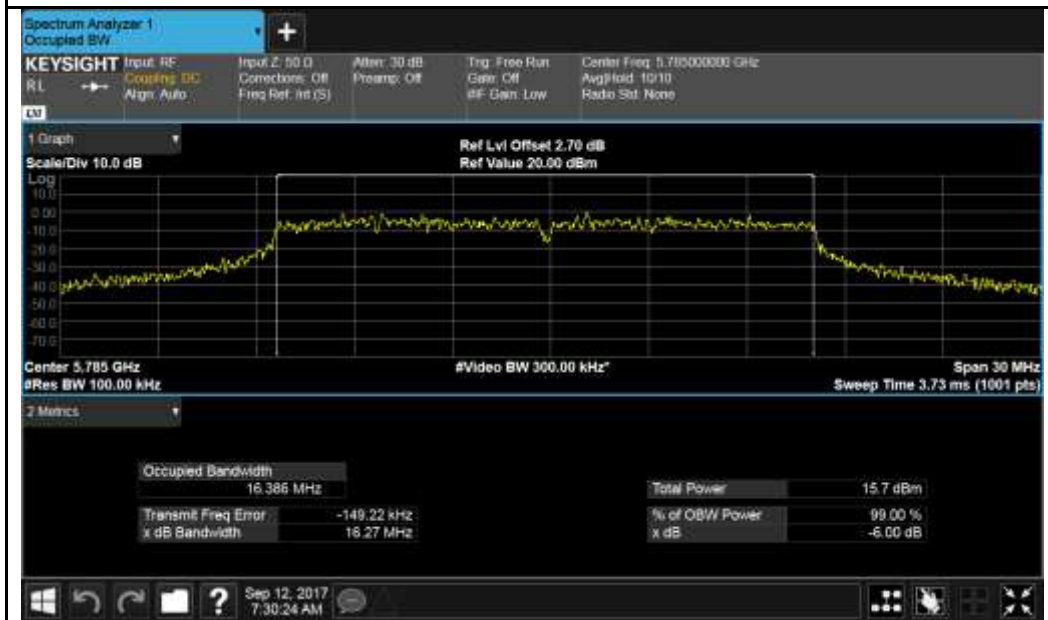 Spectrum Analyzer 1
Occupied BW
+
KEYSIGHT Input: RF Input Z: 50 Ω Atten: 30 dB Trig: Free Run Center Freq: 5.785000000 GHz
RL Coupling: DC Corrections: Off Preamp: Off Gate: Off Avg|Hold: 10/10
Align: Auto Freq Ref: Int (S) #IF Gain: Low Radio Std: None
1 Graph
Ref Lvl Offset 2.70 dB
Scale/Div 10.0 dB Ref Value 20.00 dBm
Log
10.0
0.00
-10.0
-20.0
-30.0
-40.0
-50.0
-60.0
-70.0
Center 5.785 GHz #Video BW 300.00 kHz* Span 30 MHz
#Res BW 100.00 kHz Sweep Time 3.73 ms (1001 pts)
2 Metrics
Occupied Bandwidth
16.386 MHz Total Power 15.7 dBm
Transmit Freq Error -149.22 kHz % of OBW Power 99.00 %
x dB Bandwidth 16.27 MHz x dB -6.00 dB
? Sep 12, 2017
7:30:24 AM